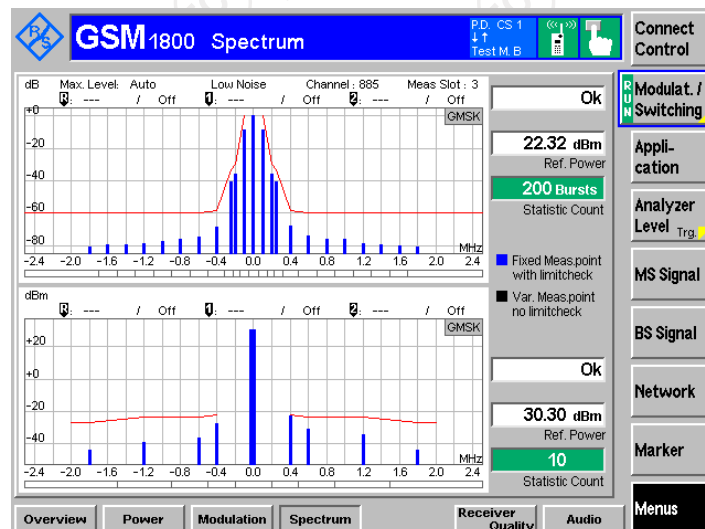 R/S
GSM 1800 Spectrum
P.D. CS 1
Test M. B
Connect
Control
dB Max. Level: Auto Low Noise Channel : 885 Meas Slot : 3
R: --- / Off 1: --- / Off 2: --- / Off
GMSK
+0
-20
-40
-60
-80
MHz
-2.4 -2.0 -1.6 -1.2 -0.8 -0.4 0.0 0.4 0.8 1.2 1.6 2.0 2.4
Ok
22.32 dBm
Ref. Power
200 Bursts
Statistic Count
Fixed Meas.point
with limitcheck
Var. Meas.point
no limitcheck
dBm
R: --- / Off 1: --- / Off 2: --- / Off
GMSK
+20
+0
-20
-40
MHz
-2.4 -2.0 -1.6 -1.2 -0.8 -0.4 0.0 0.4 0.8 1.2 1.6 2.0 2.4
Ok
30.30 dBm
Ref. Power
10
Statistic Count
RUN
Modulat. /
Switching
Appli-
cation
Analyzer
Level Trg.
MS Signal
BS Signal
Network
Marker
Menus
Overview Power Modulation Spectrum Receiver Quality Audio